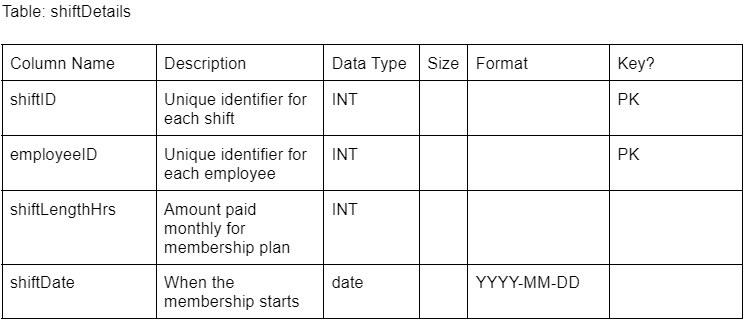 Table: shiftDetails
Column Name Description Data Type Size Format Key?
shiftID Unique identifier for INT PK
each shift
employeeID Unique identifier for INT PK
each employee
shiftLengthHrs Amount paid INT
monthly for
membership plan
shiftDate When the date YYYY-MM-DD
membership starts